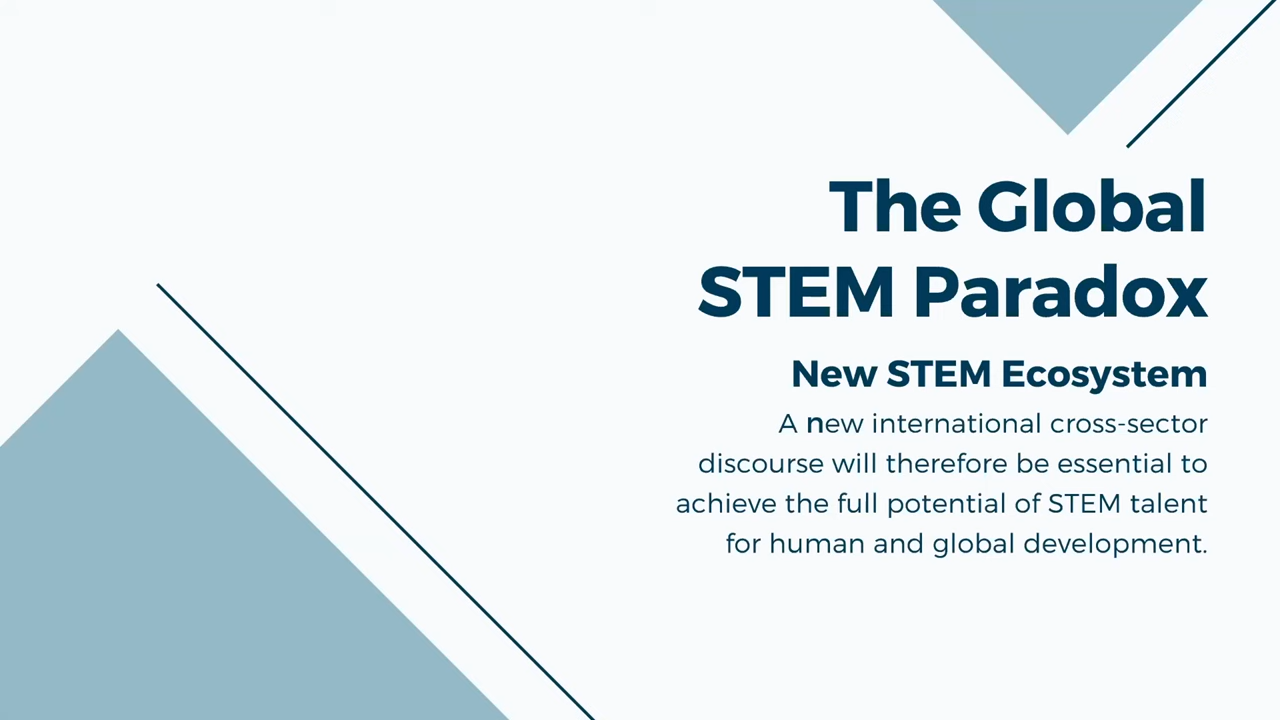 The Global
STEM Paradox
New STEM Ecosystem
A new international cross-sector
discourse will therefore be essential to
achieve the full potential of STEM talent
for human and global development.